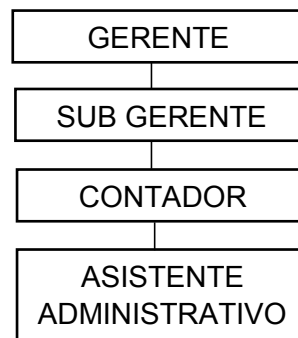 GERENTE
SUB GERENTE
CONTADOR
ASISTENTE
ADMINISTRATIVO